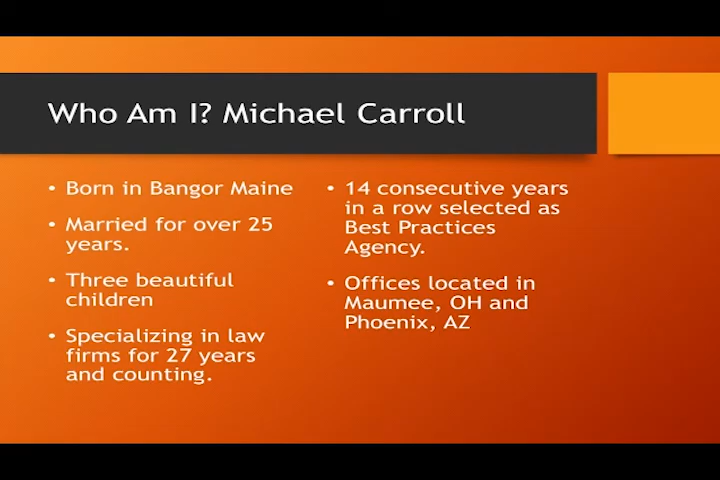 Who Am I? Michael Carroll
• Born in Bangor Maine
• Married for over 25
years.
• Three beautiful
children
• Specializing in law
firms for 27 years
and counting.
• 14 consecutive years
in a row selected as
Best Practices
Agency.
• Offices located in
Maumee, OH and
Phoenix, AZ